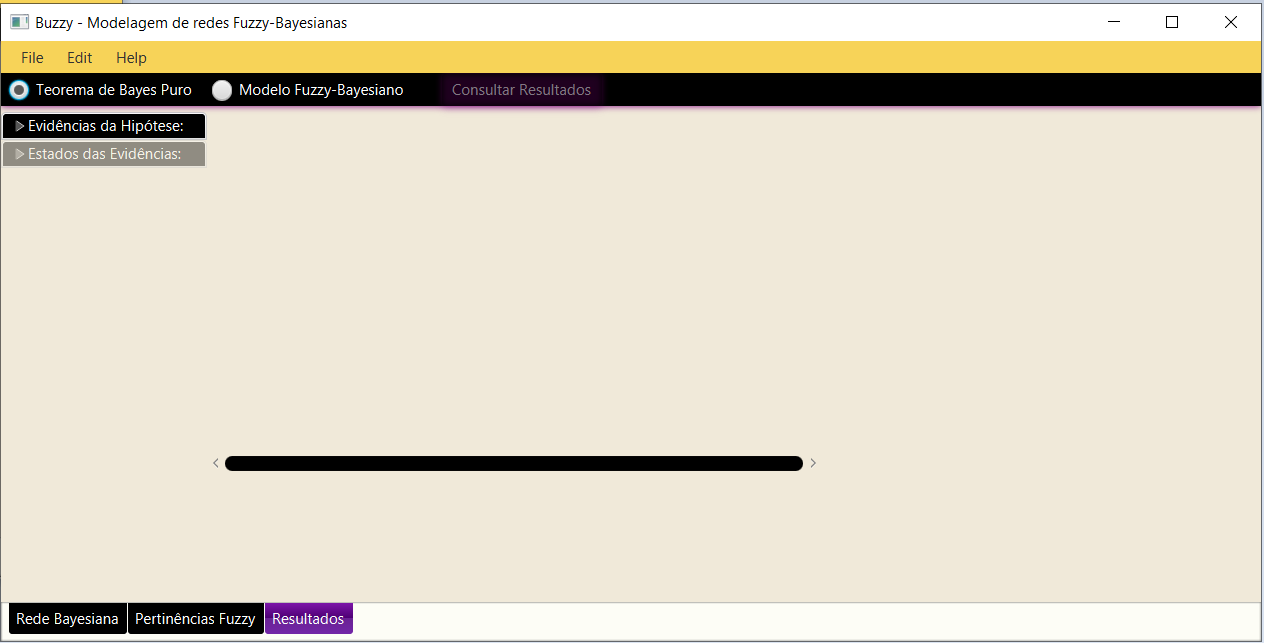 Buzzy - Modelagem de redes Fuzzy-Bayesianas
File Edit Help
Teorema de Bayes Puro Modelo Fuzzy-Bayesiano Consultar Resultados
Evidências da Hipótese:
Estados das Evidências:
Rede Bayesiana Pertinências Fuzzy Resultados